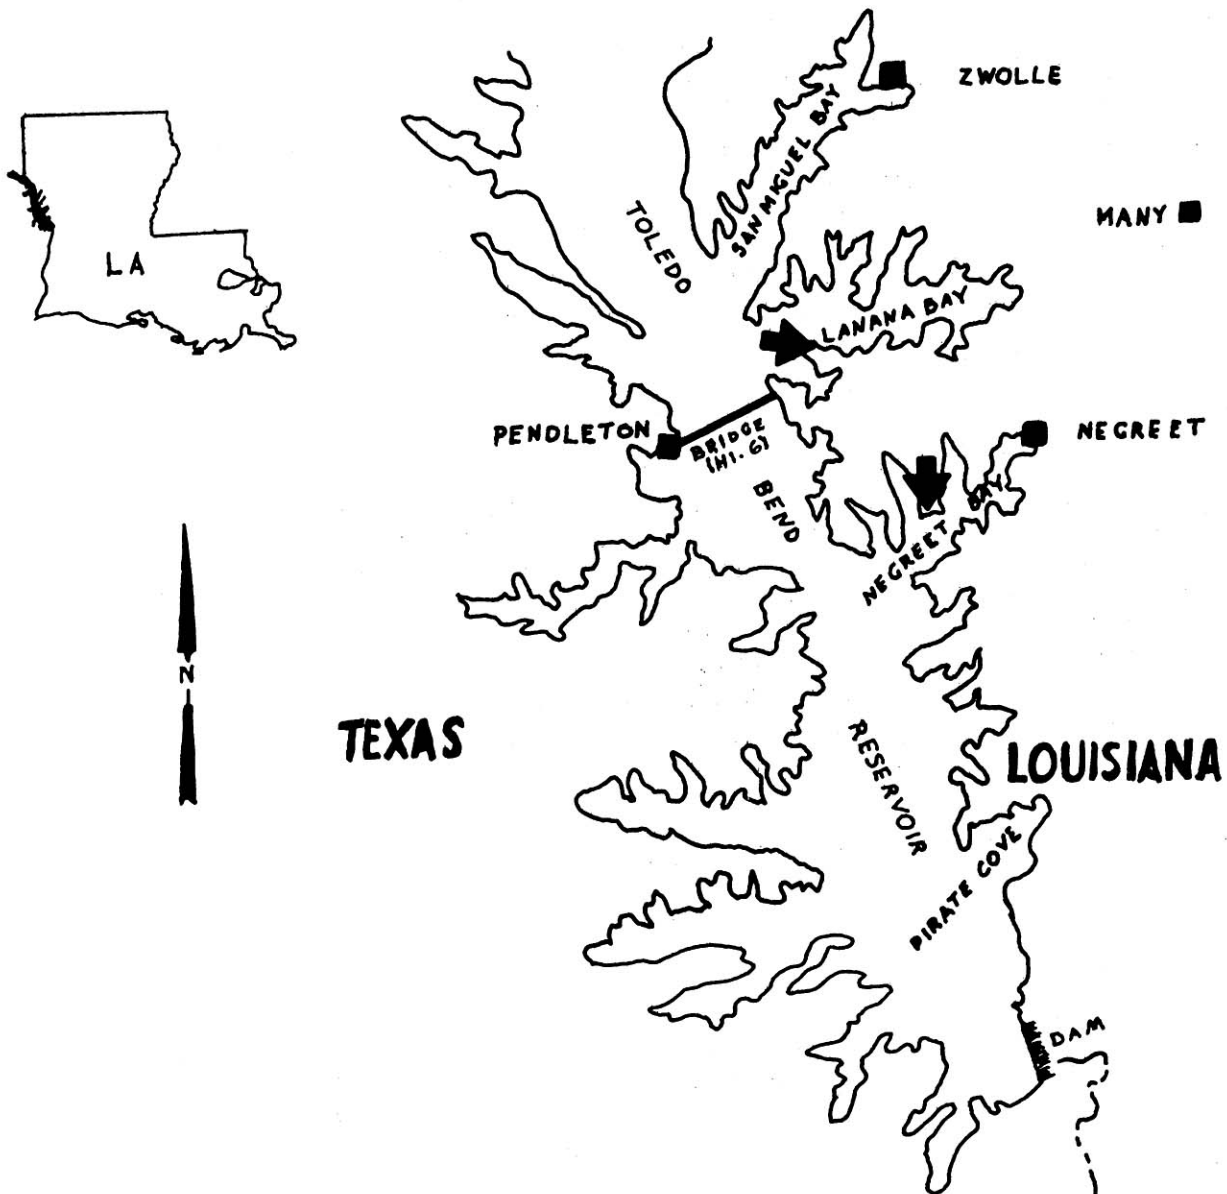 ZWOLLE
SAN MIGUEL BAY
MANY
LA
TOLEDO
LANANA BAY
PENDLETON
BRIDGE
(HI. 6)
NEGREET
BEND
NEGREET BAY
N
TEXAS
RESERVOIR
LOUISIANA
PIRATE COVE
DAM